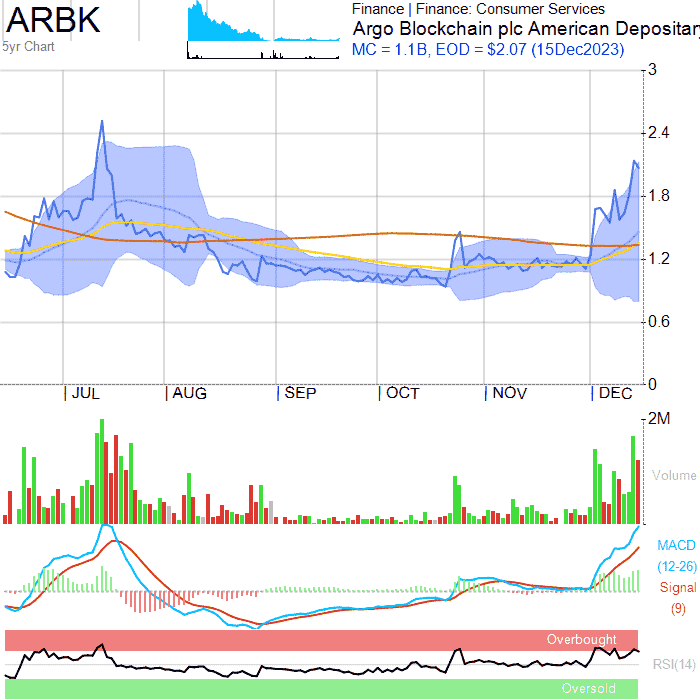 ARBK
5yr Chart
Finance | Finance: Consumer Services
Argo Blockchain plc American Depositary
MC = 1.1B, EOD = $2.07 (15Dec2023)
3
2.4
1.8
1.2
0.6
0
| JUL | AUG | SEP | OCT | NOV | DEC
2M
Volume
MACD
(12-26)
Signal
(9)
Overbought
RSI(14)
Oversold